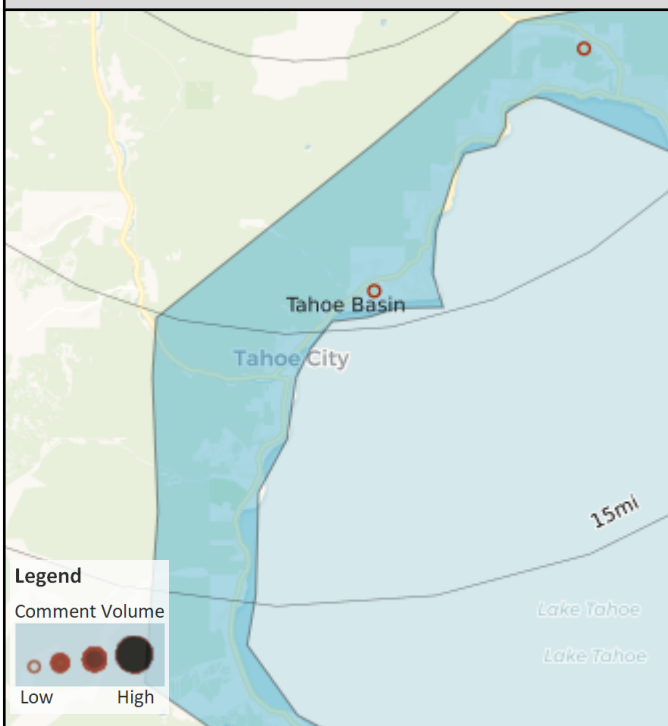 Tahoe Basin
Tahoe City
15mi
Legend
Comment Volume
Low High
Lake Tahoe
Lake Tahoe